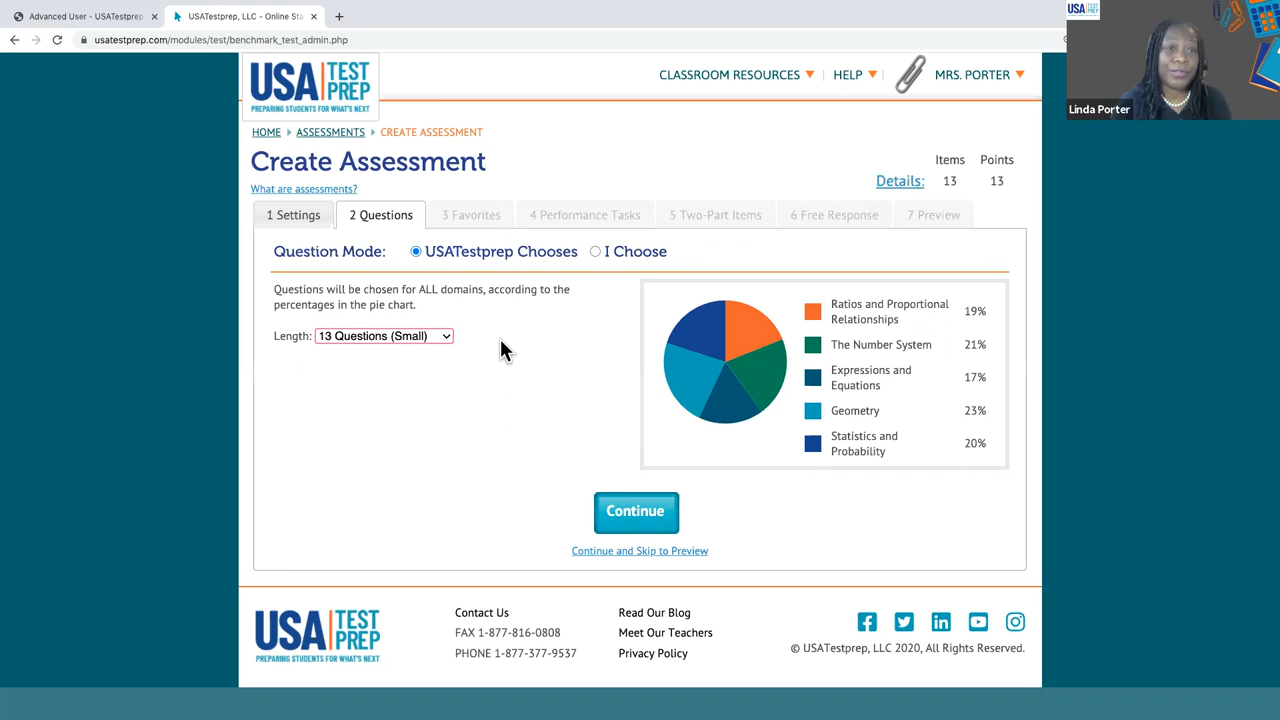 Advanced User - USATestprep
USATestprep, LLC - Online Sta
usatestprep.com/modules/test/benchmark_test_admin.php
USA TEST PREP
Linda Porter
USA TEST PREP
PREPARING STUDENTS FOR WHAT'S NEXT
CLASSROOM RESOURCES
HELP
MRS. PORTER
HOME
ASSESSMENTS
CREATE ASSESSMENT
Create Assessment
What are assessments?
Items Points
Details: 13 13
1 Settings
2 Questions
3 Favorites
4 Performance Tasks
5 Two-Part Items
6 Free Response
7 Preview
Question Mode: USATestprep Chooses I Choose
Questions will be chosen for ALL domains, according to the
percentages in the pie chart.
Length: 13 Questions (Small)
Ratios and Proportional
Relationships 19%
The Number System 21%
Expressions and
Equations 17%
Geometry 23%
Statistics and
Probability 20%
Continue
Continue and Skip to Preview
USA TEST PREP
PREPARING STUDENTS FOR WHAT'S NEXT
Contact Us
FAX 1-877-816-0808
PHONE 1-877-377-9537
Read Our Blog
Meet Our Teachers
Privacy Policy
© USATestprep, LLC 2020, All Rights Reserved.